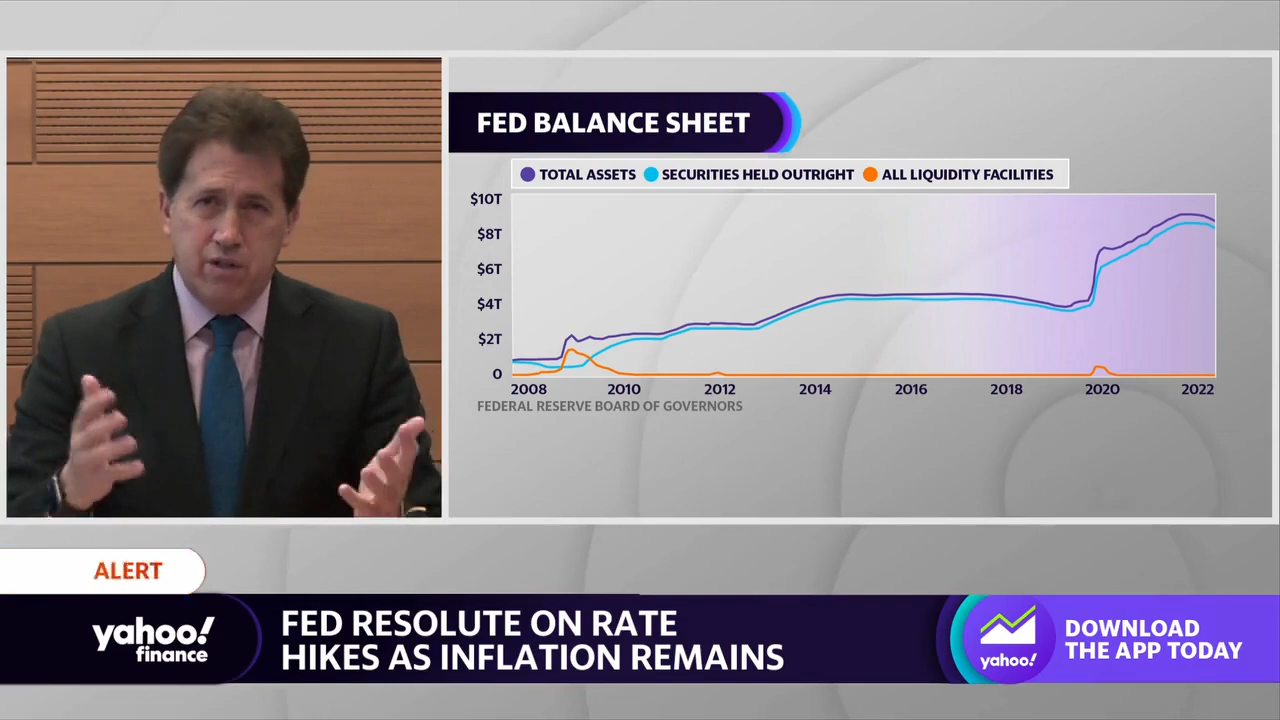 FED BALANCE SHEET
TOTAL ASSETS SECURITIES HELD OUTRIGHT ALL LIQUIDITY FACILITIES
$10T
$8T
$6T
$4T
$2T
0
2008 2010 2012 2014 2016 2018 2020 2022
FEDERAL RESERVE BOARD OF GOVERNORS
ALERT
yahoo!
finance
FED RESOLUTE ON RATE
HIKES AS INFLATION REMAINS
yahoo!
DOWNLOAD
THE APP TODAY